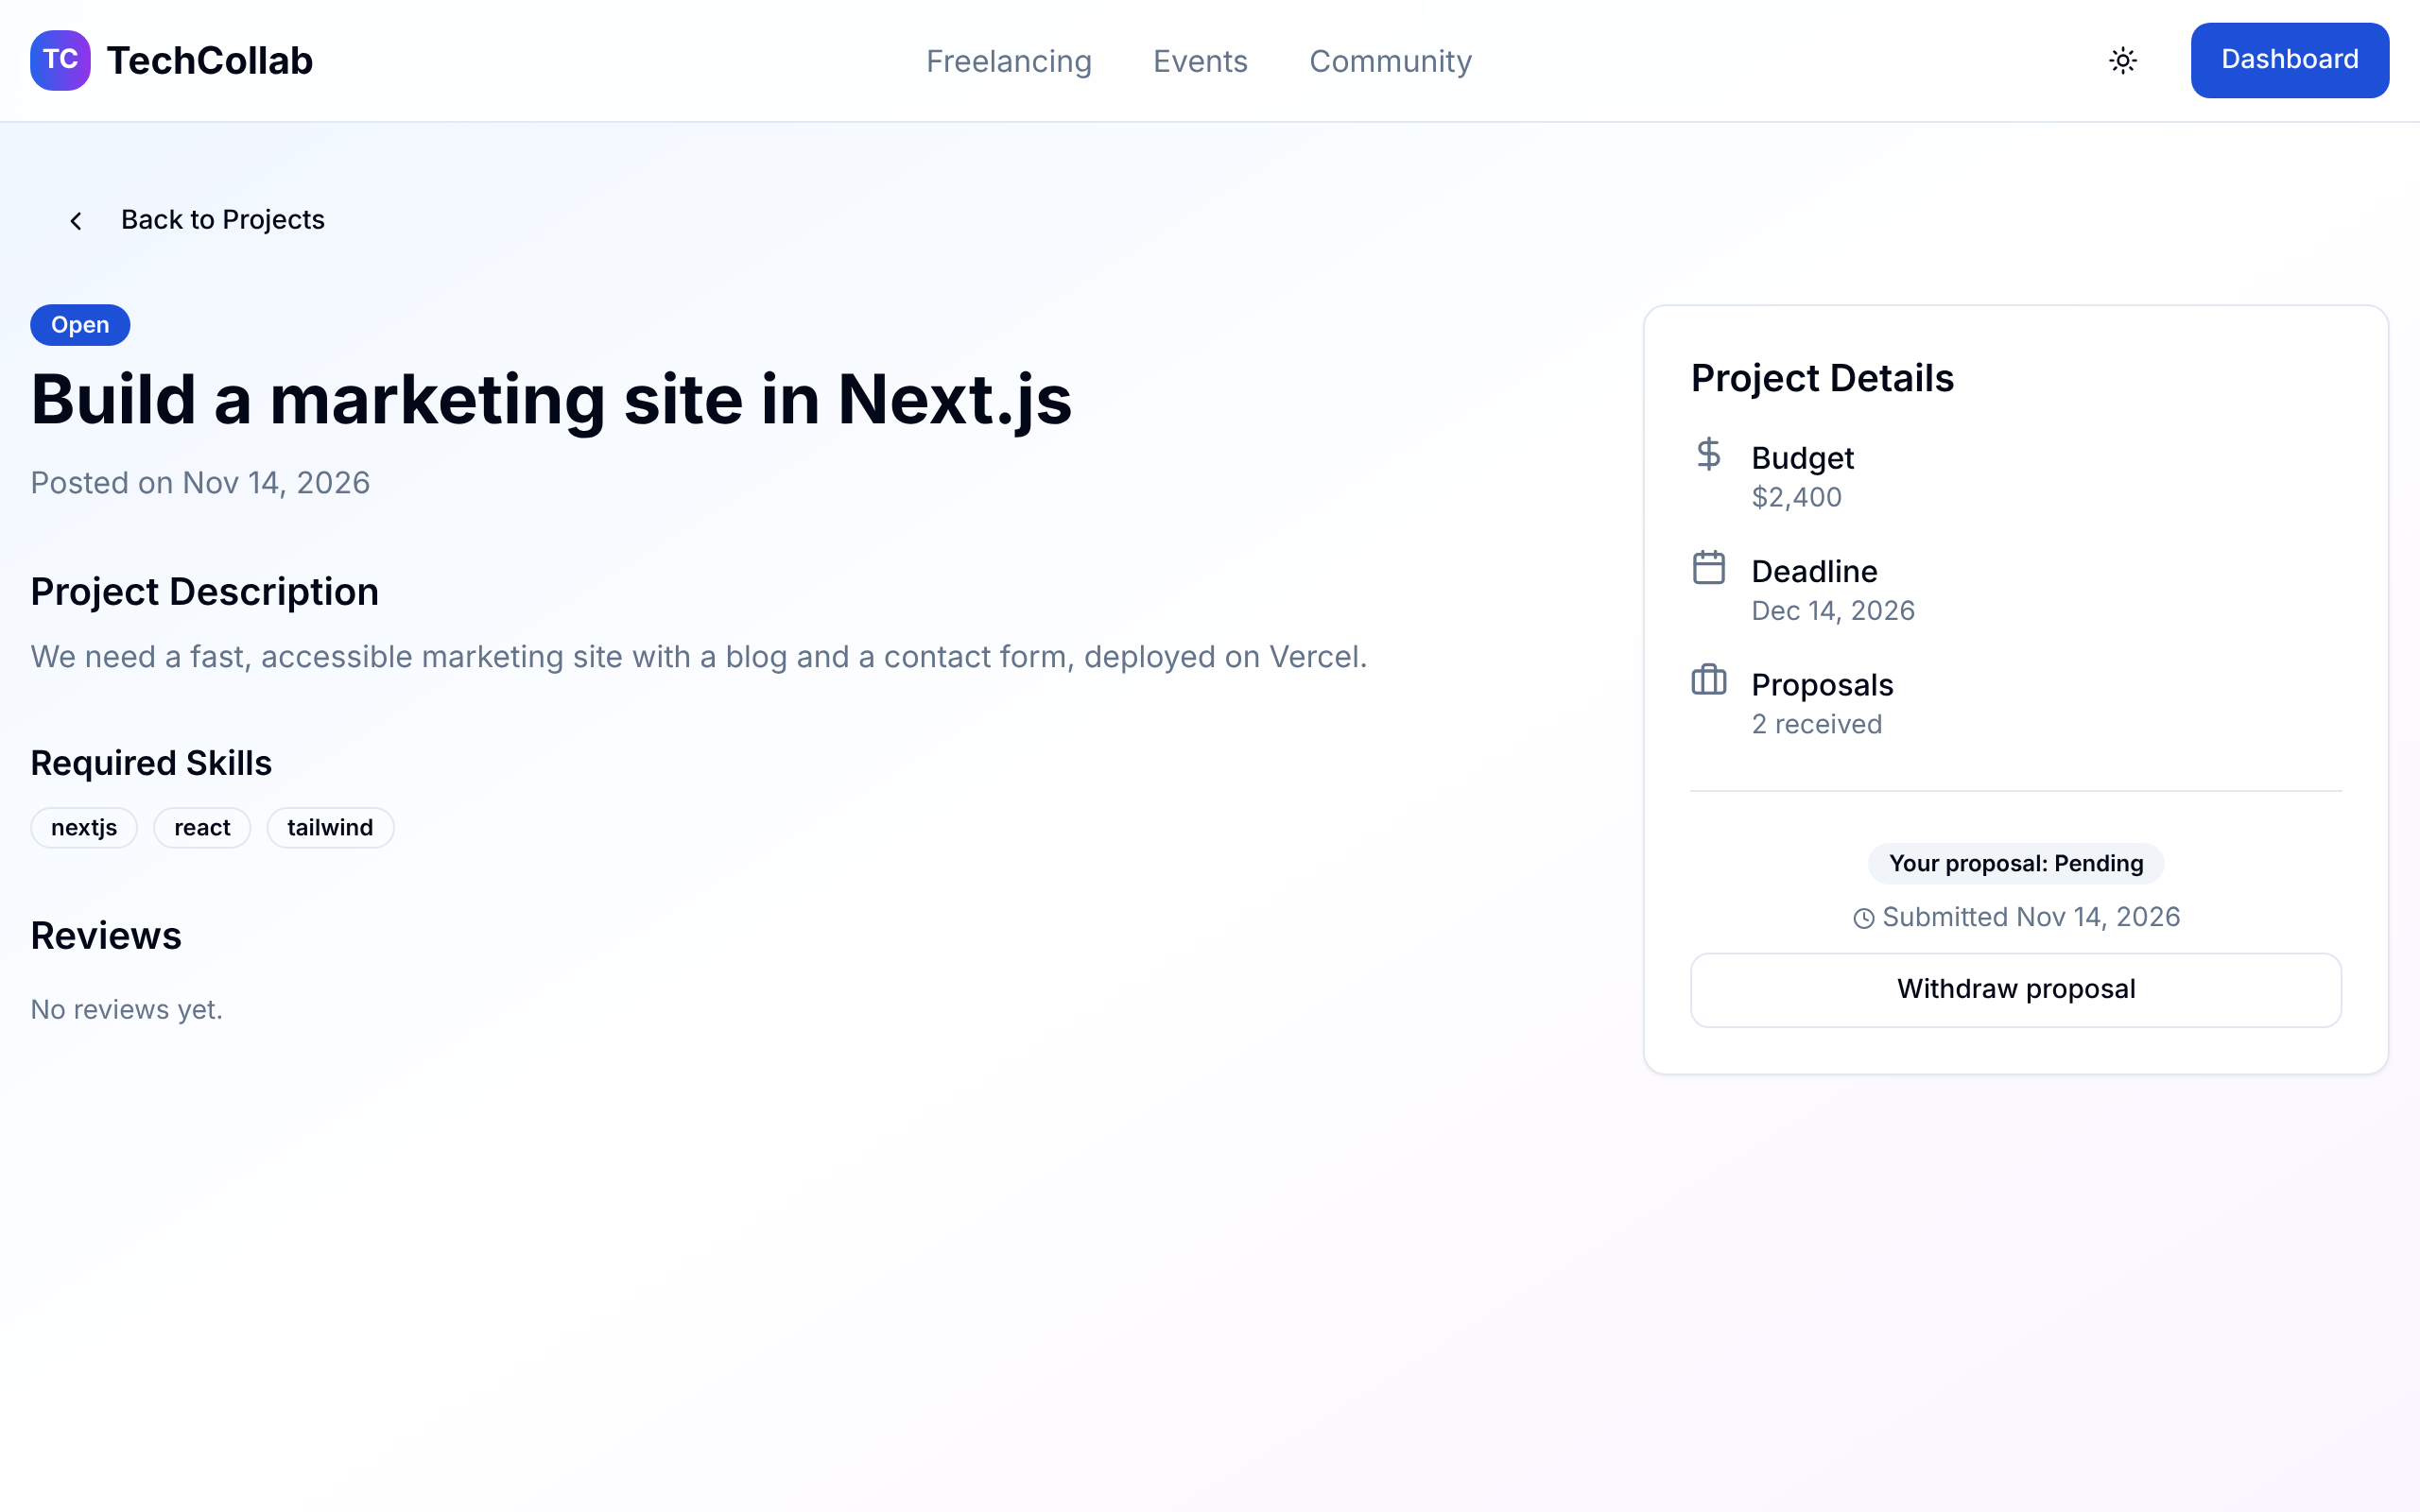 TC TechCollab Freelancing Events Community Dashboard
Back to Projects
Open
Build a marketing site in Next.js
Posted on Nov 14, 2026
Project Description
We need a fast, accessible marketing site with a blog and a contact form, deployed on Vercel.
Required Skills
nextjs react tailwind
Reviews
No reviews yet.
Project Details
Budget
$2,400
Deadline
Dec 14, 2026
Proposals
2 received
Your proposal: Pending
Submitted Nov 14, 2026
Withdraw proposal